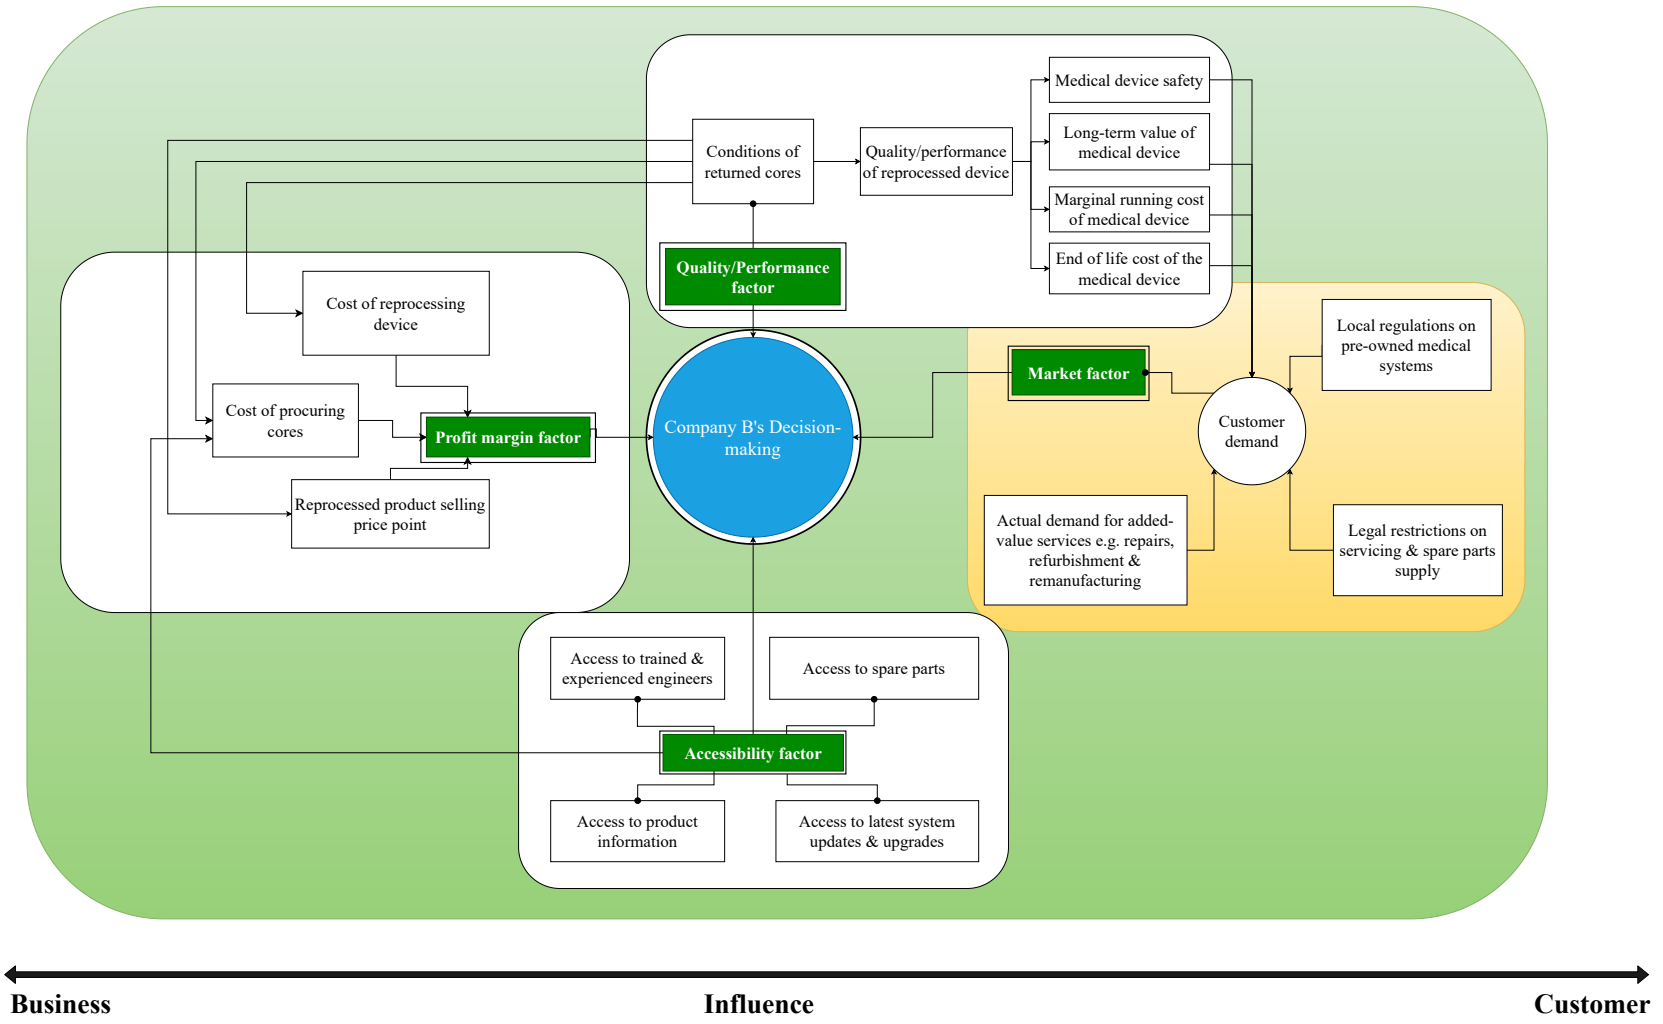 Medical device safety
Long-term value of
medical device
Conditions of
returned cores
Quality/performance
of reprocessed device
Marginal running cost
of medical device
End of life cost of the
medical device
Quality/Performance
factor
Cost of reprocessing
device
Local regulations on
pre-owned medical
systems
Market factor
Cost of procuring
cores
Profit margin factor
Company B's Decision-
making
Customer
demand
Reprocessed product selling
price point
Actual demand for added-
value services e.g. repairs,
refurbishment &
remanufacturing
Legal restrictions on
servicing & spare parts
supply
Access to trained &
experienced engineers
Access to spare parts
Accessibility factor
Access to product
information
Access to latest system
updates & upgrades
Business
Influence
Customer